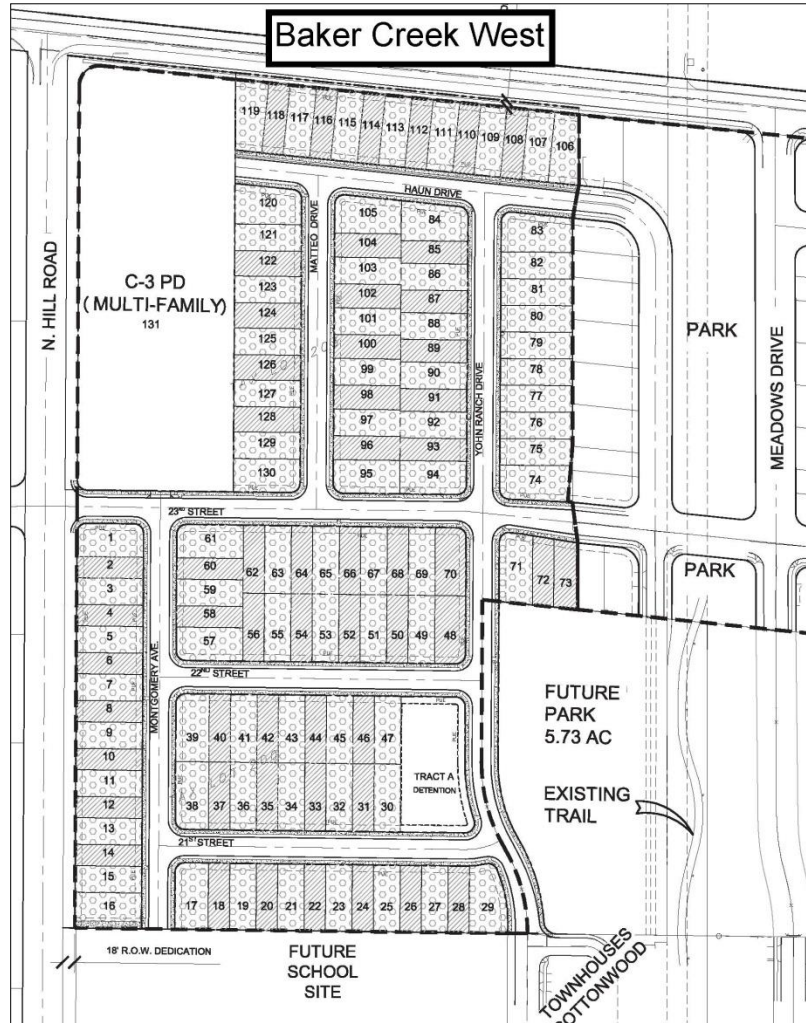 Baker Creek West
119 118 117 116 115 114 113 112 111 110 109 108 107 106
HAUN DRIVE
MATTEO DRIVE
YOHN RANCH DRIVE
N. HILL ROAD
MEADOWS DRIVE
C-3 PD
( MULTI-FAMILY)
131
120
121
122
123
124
125
126
127
128
129
130
105 84
104 85
103 86
102 87
101 88
100 89
99 90
98 91
97 92
96 93
95 94
83
82
81
80
79
78
77
76
75
74
PARK
23RD STREET
1
2
3
4
5
6
7
8
9
10
11
12
13
14
15
16
MONTGOMERY AVE.
61
60
59
58
57
62 63 64 65 66 67 68 69 70
56 55 54 53 52 51 50 49 48
71 72 73
PARK
22ND STREET
39 40 41 42 43 44 45 46 47
38 37 36 35 34 33 32 31 30
TRACT A
DETENTION
21ST STREET
17 18 19 20 21 22 23 24 25 26 27 28 29
FUTURE
PARK
5.73 AC
EXISTING
TRAIL
18' R.O.W. DEDICATION
FUTURE
SCHOOL
SITE
TOWNHOUSES
COTTONWOOD